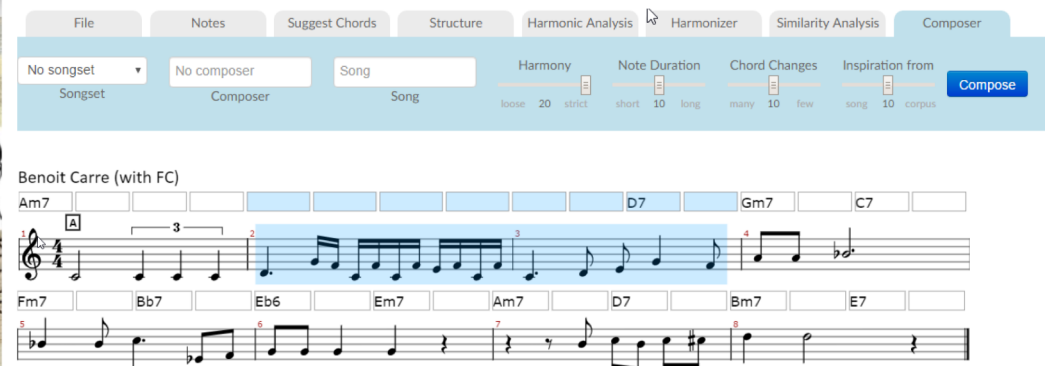 File Notes Suggest Chords Structure Harmonic Analysis Harmonizer Similarity Analysis Composer
No songset No composer Song Harmony Note Duration Chord Changes Inspiration from Compose
Songset Composer Song loose 20 strict short 10 long many 10 few song 10 corpus
Benoit Carre (with FC)
Am7 D7 Gm7 C7
A 3
1 2 3 4
4
4
Fm7 Bb7 Eb6 Em7 Am7 D7 Bm7 E7
5 6 7 8